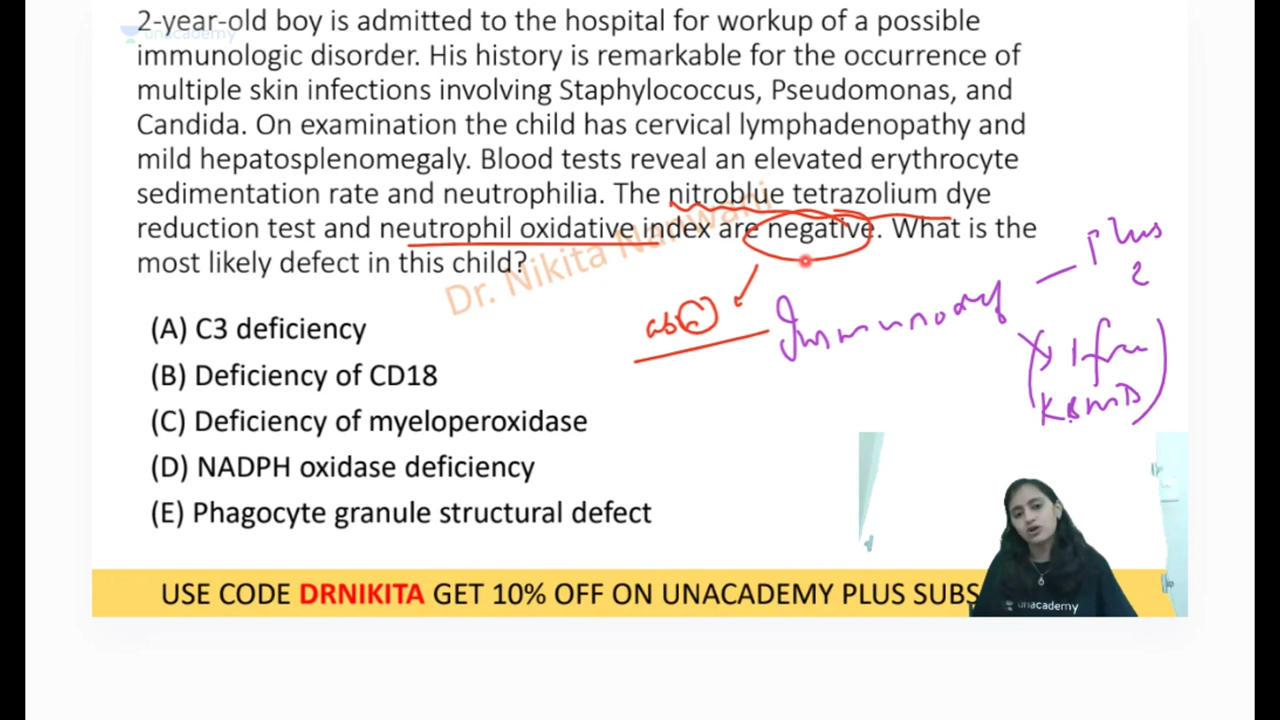 2-year-old boy is admitted to the hospital for workup of a possible
unacademy
immunologic disorder. His history is remarkable for the occurrence of
multiple skin infections involving Staphylococcus, Pseudomonas, and
Candida. On examination the child has cervical lymphadenopathy and
mild hepatosplenomegaly. Blood tests reveal an elevated erythrocyte
sedimentation rate and neutrophilia. The nitroblue tetrazolium dye
reduction test and neutrophil oxidative index are negative. What is the
most likely defect in this child?
Dr. Nikita Nanwani
Plus
2
(A) C3 deficiency
(B) Deficiency of CD18
(C) Deficiency of myeloperoxidase
(D) NADPH oxidase deficiency
(E) Phagocyte granule structural defect
unacademy
USE CODE DRNIKITA GET 10% OFF ON UNACADEMY PLUS SUBS